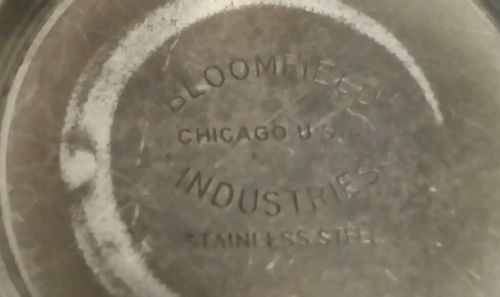 BLOOMFIELD
CHICAGO U.S.
INDUSTRIES
STAINLESS STEEL